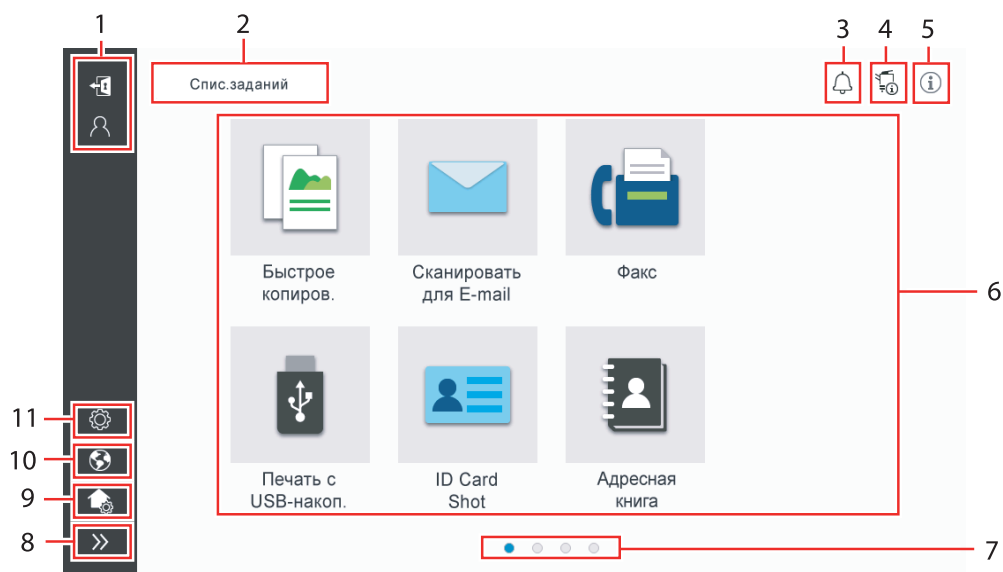 1
2
3
4
5
Спис.заданий
Быстрое
копиров.
Сканировать
для E-mail
Факс
6
Печать с
USB-накоп.
ID Card
Shot
Адресная
книга
11
10
9
8
7